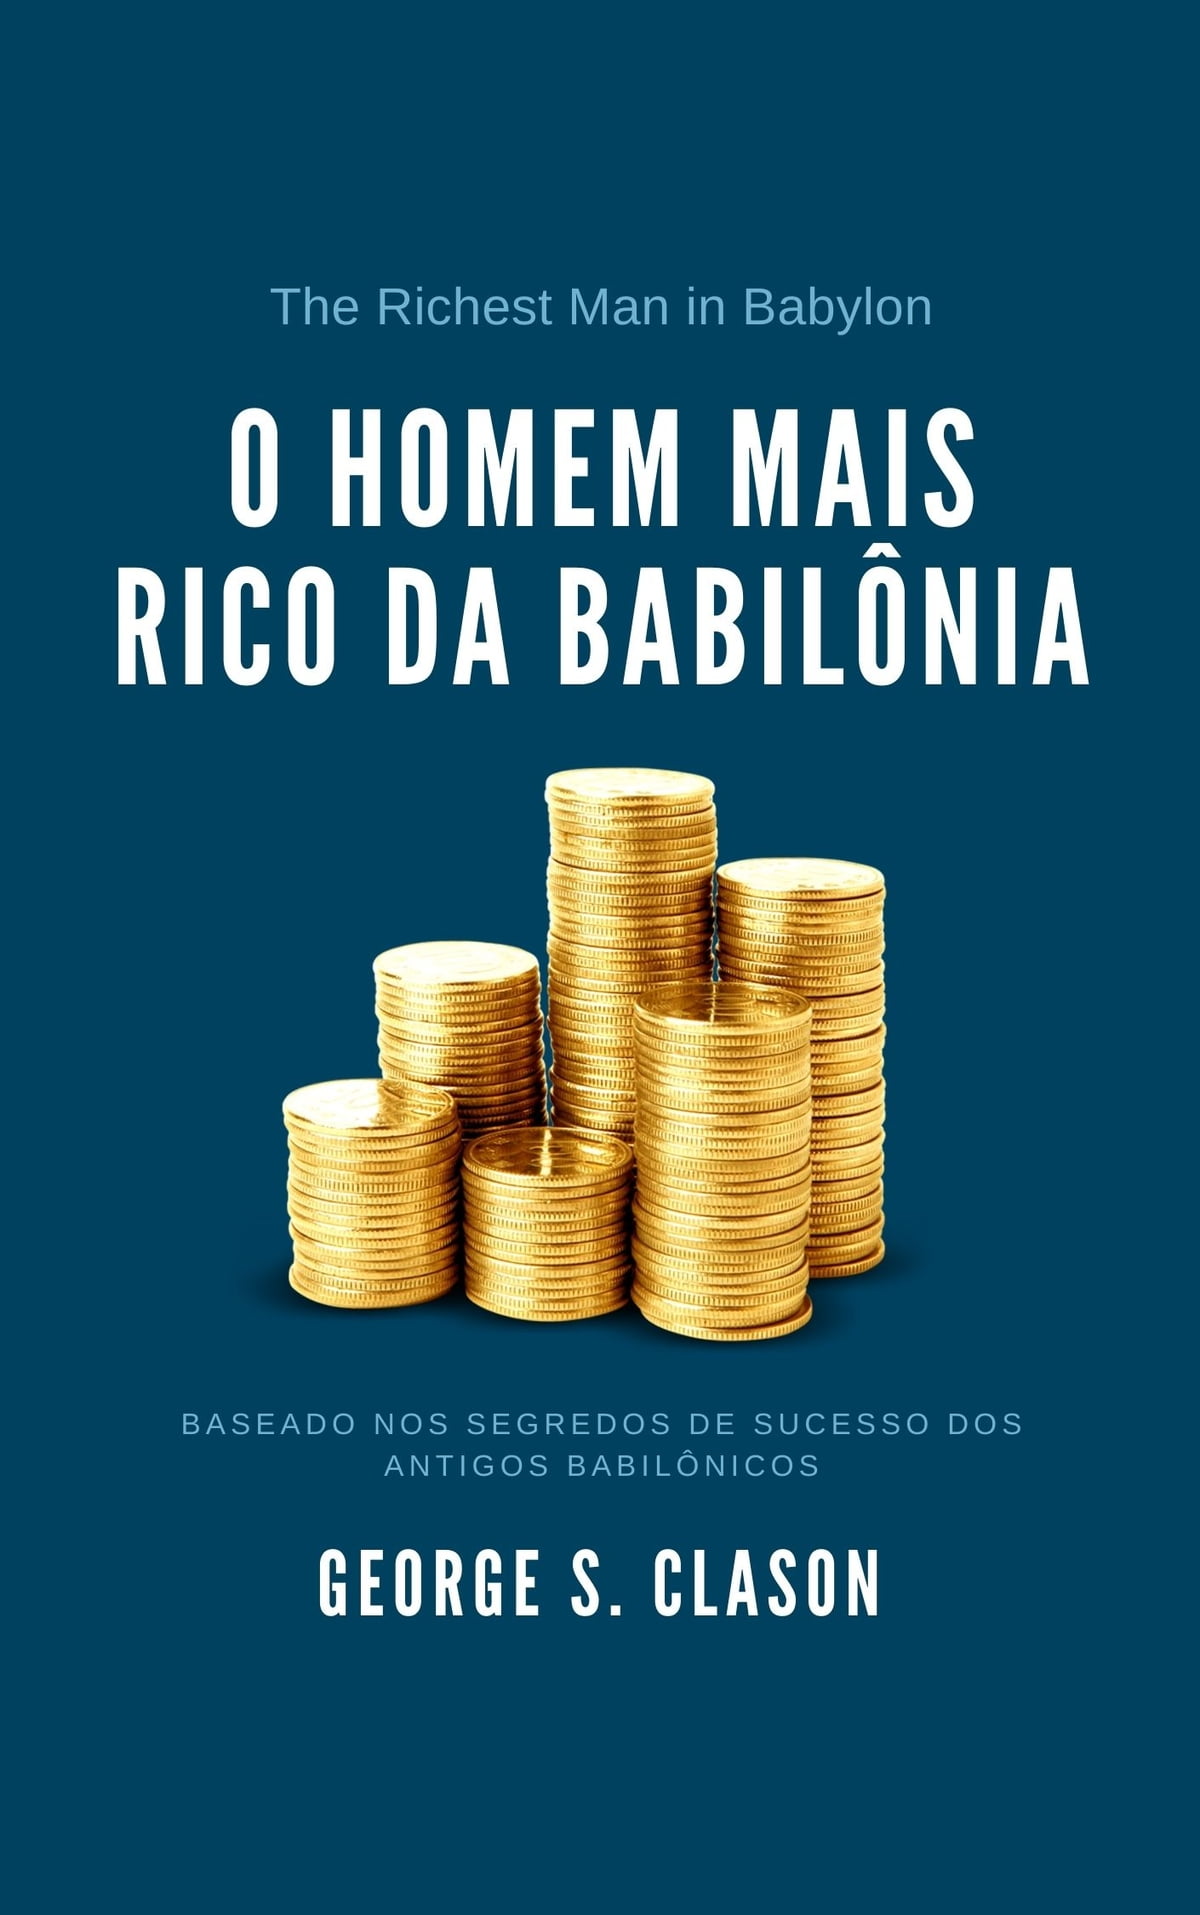 The Richest Man in Babylon
O HOMEM MAIS
RICO DA BABILÔNIA
BASEADO NOS SEGREDOS DE SUCESSO DOS
ANTIGOS BABILÔNICOS
GEORGE S. CLASON